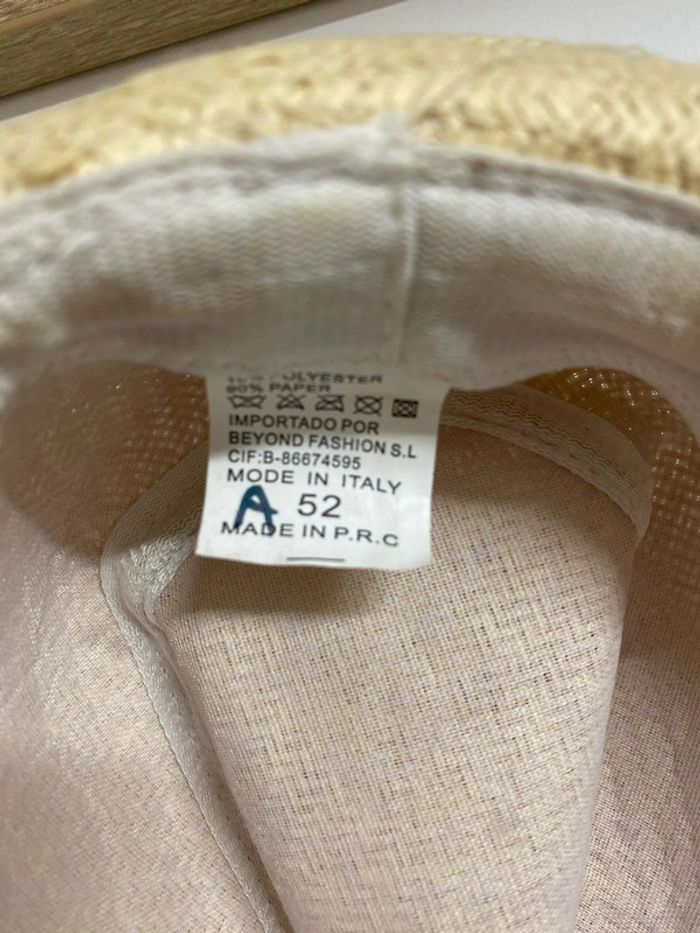 POLYESTER
80% PAPER
IMPORTADO POR
BEYOND FASHION S.L
CIF:B-86674595
MODE IN ITALY
A 52
MADE IN P.R.C